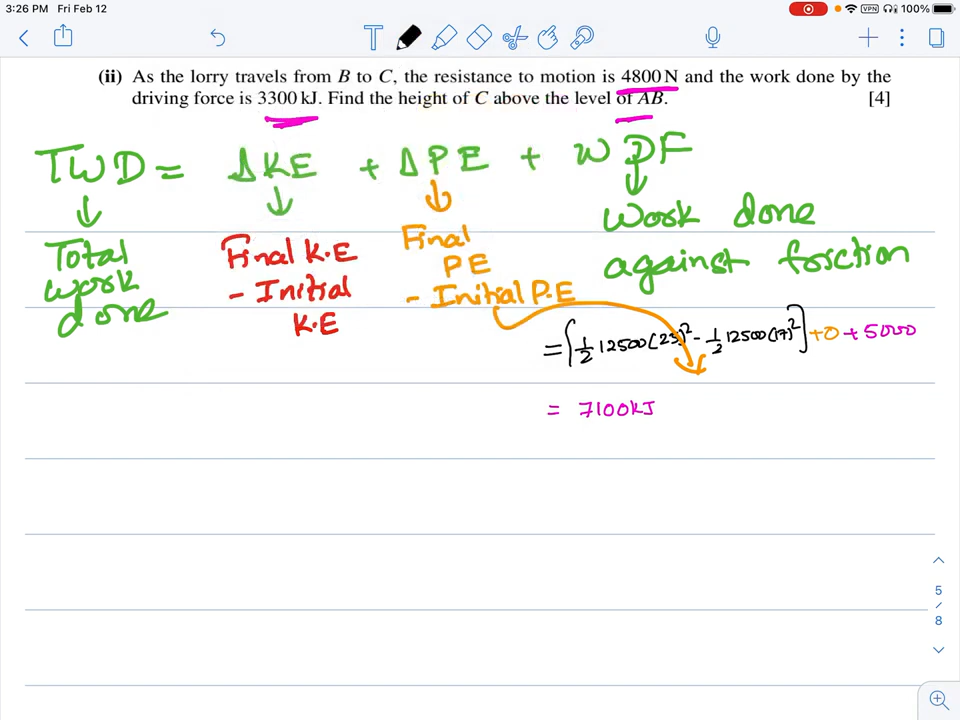 3:26 PM Fri Feb 12
VPN 100%
(ii) As the lorry travels from B to C, the resistance to motion is 4800 N and the work done by the
driving force is 3300 kJ. Find the height of C above the level of AB. [4]
TWD = ΔKE + ΔPE + WDF
↓ ↓ ↓ ↓
Total work done
Final K.E - Initial K.E
Final PE - Initial P.E
Work done against friction
= [½ 12500(25)² - ½ 12500(17)²] + 0 + 5000
= 7100kJ
5
/
8